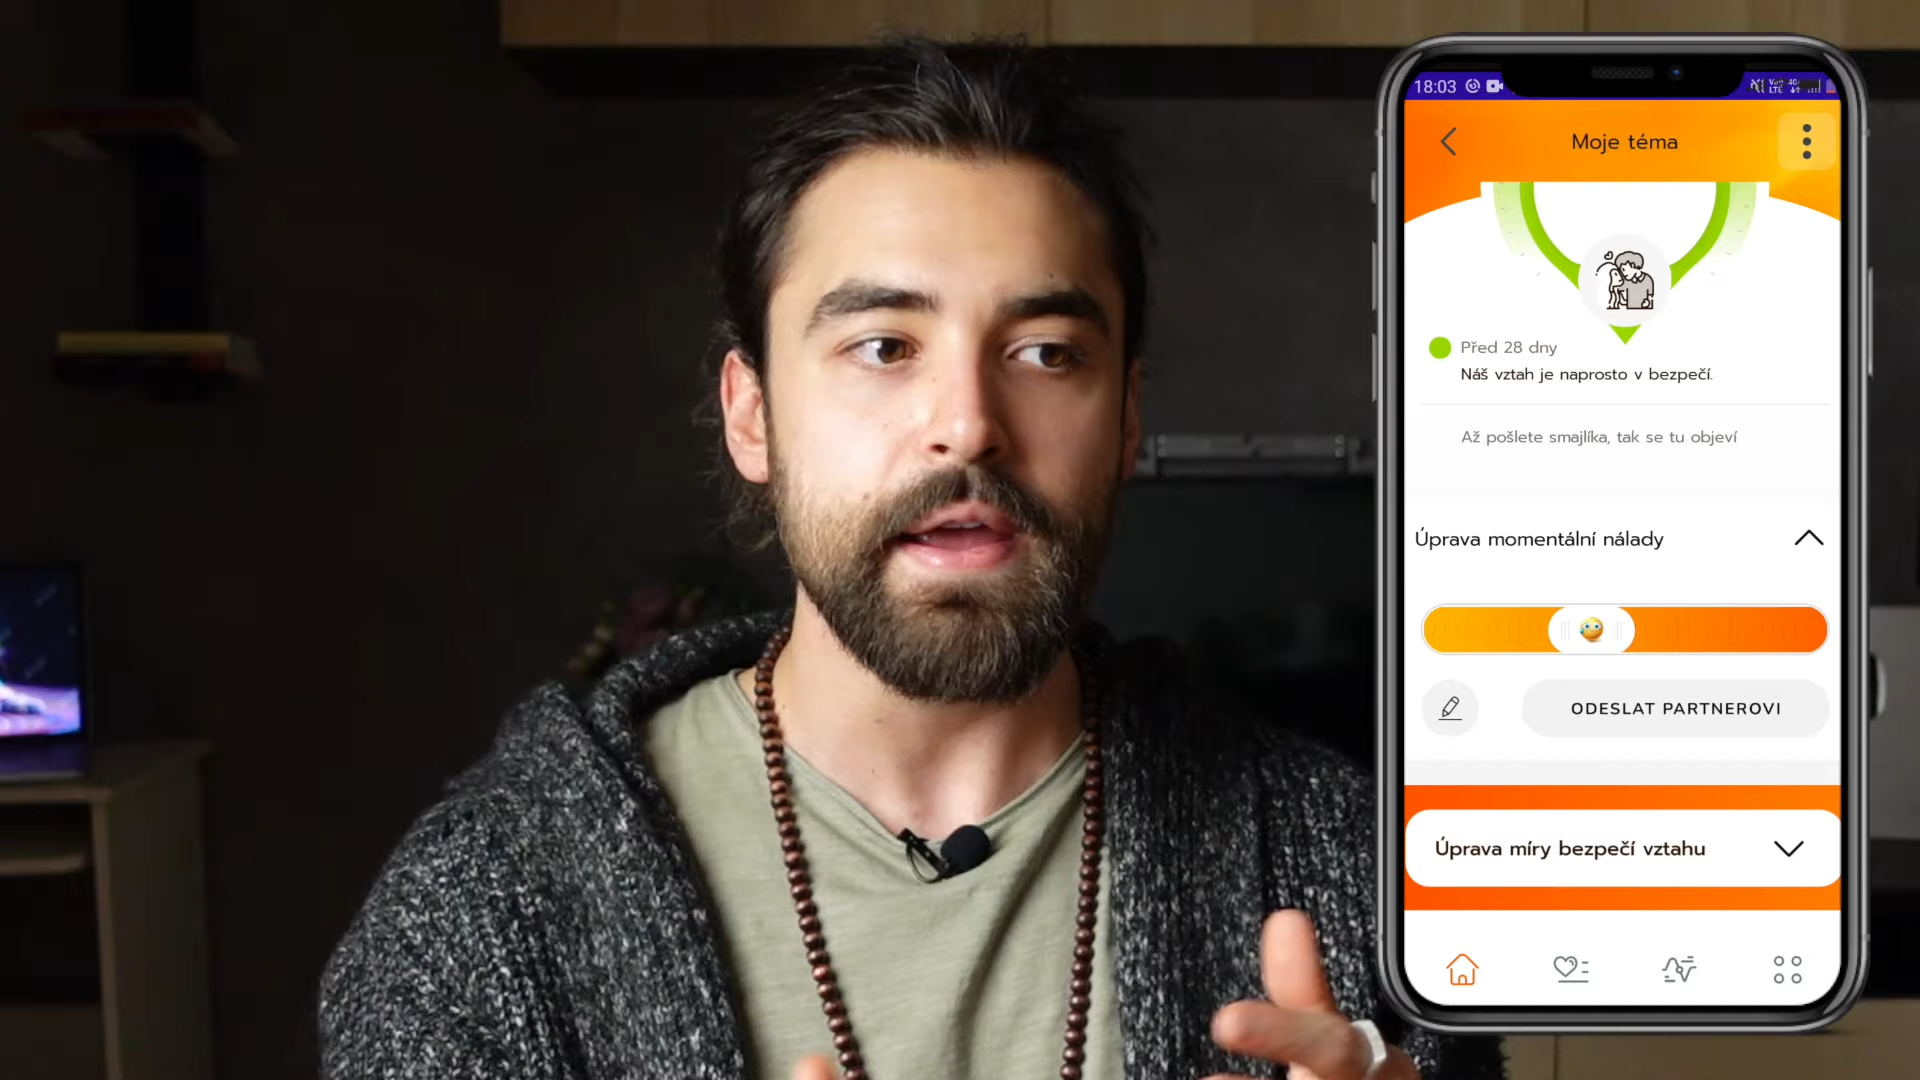 18:03
Moje téma
Před 28 dny
Náš vztah je naprosto v bezpečí.
Až pošlete smajlíka, tak se tu objeví
Úprava momentální nálady
ODESLAT PARTNEROVI
Úprava míry bezpečí vztahu